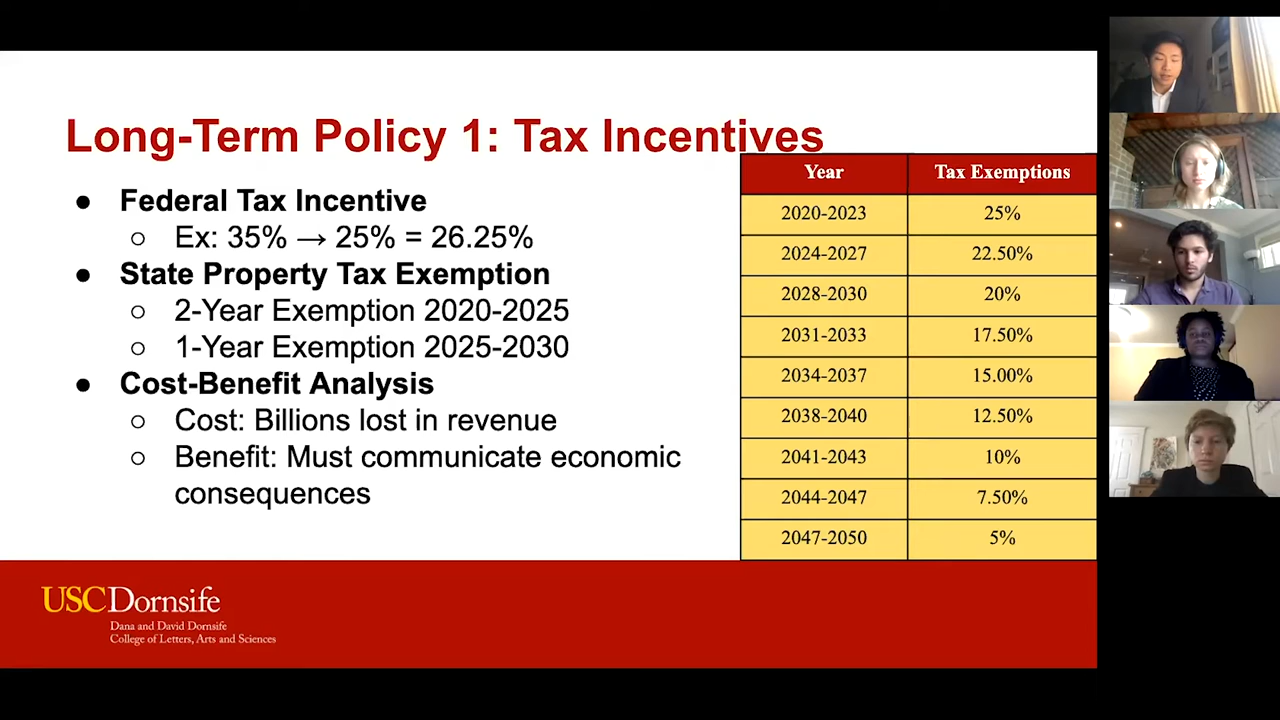 Long-Term Policy 1: Tax Incentives
● Federal Tax Incentive
○ Ex: 35% → 25% = 26.25%
● State Property Tax Exemption
○ 2-Year Exemption 2020-2025
○ 1-Year Exemption 2025-2030
● Cost-Benefit Analysis
○ Cost: Billions lost in revenue
○ Benefit: Must communicate economic
consequences
Year Tax Exemptions
2020-2023 25%
2024-2027 22.50%
2028-2030 20%
2031-2033 17.50%
2034-2037 15.00%
2038-2040 12.50%
2041-2043 10%
2044-2047 7.50%
2047-2050 5%
USCDornsife
Dana and David Dornsife
College of Letters, Arts and Sciences